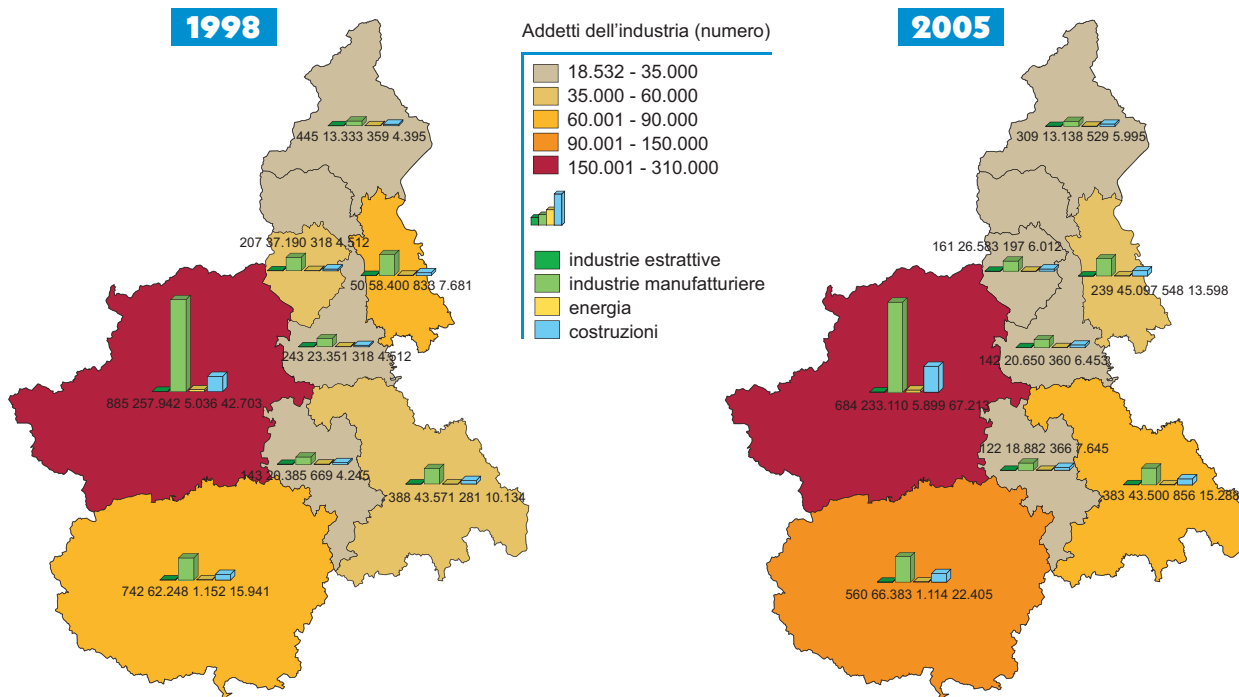 1998
445 13.333 359 4.395
207 37.190 318 4.512
50 58.400 833 7.681
243 23.351 318 4.512
885 257.942 5.036 42.703
143 20.385 669 4.245
388 43.571 281 10.134
742 62.248 1.152 15.941
Addetti dell'industria (numero)
18.532 - 35.000
35.000 - 60.000
60.001 - 90.000
90.001 - 150.000
150.001 - 310.000
industrie estrattive
industrie manufatturiere
energia
costruzioni
2005
309 13.138 529 5.995
161 26.583 197 6.012
239 45.097 548 13.598
142 20.650 360 6.453
684 233.110 5.899 67.213
122 18.882 366 7.645
383 43.500 856 15.288
560 66.383 1.114 22.405